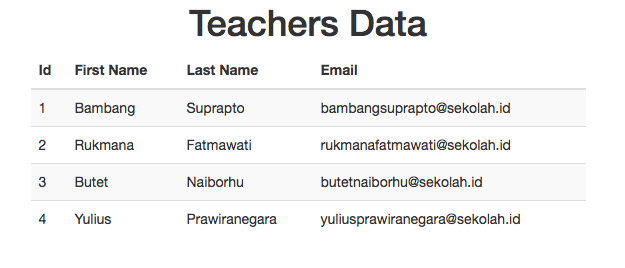 Teachers Data
Id First Name Last Name Email
1 Bambang Suprapto bambangsuprapto@sekolah.id
2 Rukmana Fatmawati rukmanafatmawati@sekolah.id
3 Butet Naiborhu butetnaiborhu@sekolah.id
4 Yulius Prawiranegara yuliusprawiranegara@sekolah.id